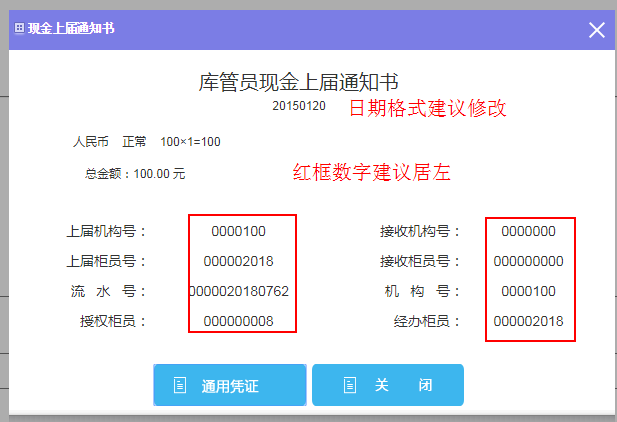 现金上届通知书
库管员现金上届通知书
20150120 日期格式建议修改
人民币 正常 100×1=100
总金额：100.00 元 红框数字建议居左
上届机构号： 0000100 接收机构号： 0000000
上届柜员号： 000002018 接收柜员号： 000000000
流 水 号： 0000020180762 机 构 号： 0000100
授权柜员： 000000008 经办柜员： 000002018
通用凭证 关 闭